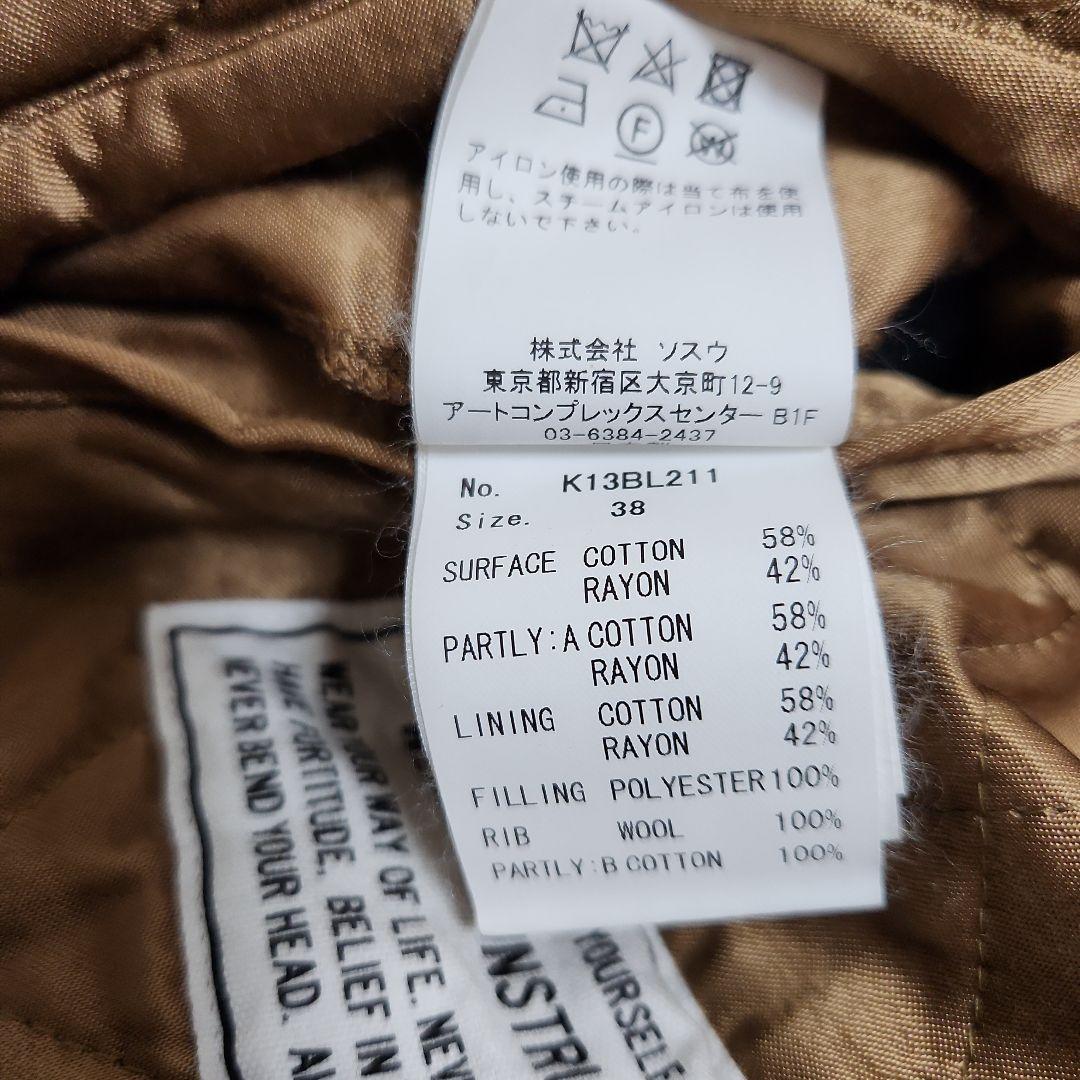 F
W
アイロン使用の際は当て布を使
用し、スチームアイロンは使用
しないで下さい。
株式会社 ソスウ
東京都新宿区大京町12-9
アートコンプレックスセンター B1F
03-6384-2437
No. K13BL211
Size. 38
SURFACE COTTON 58%
RAYON 42%
PARTLY:A COTTON 58%
RAYON 42%
LINING COTTON 58%
RAYON 42%
FILLING POLYESTER 100%
RIB WOOL 100%
PARTLY:B COTTON 100%
YOURSELF
NSTR
WEAR OUR WAY OF LIFE. NEV
HAVE FORTITUDE. BELIEF IN
EVER BEND YOUR HEAD.